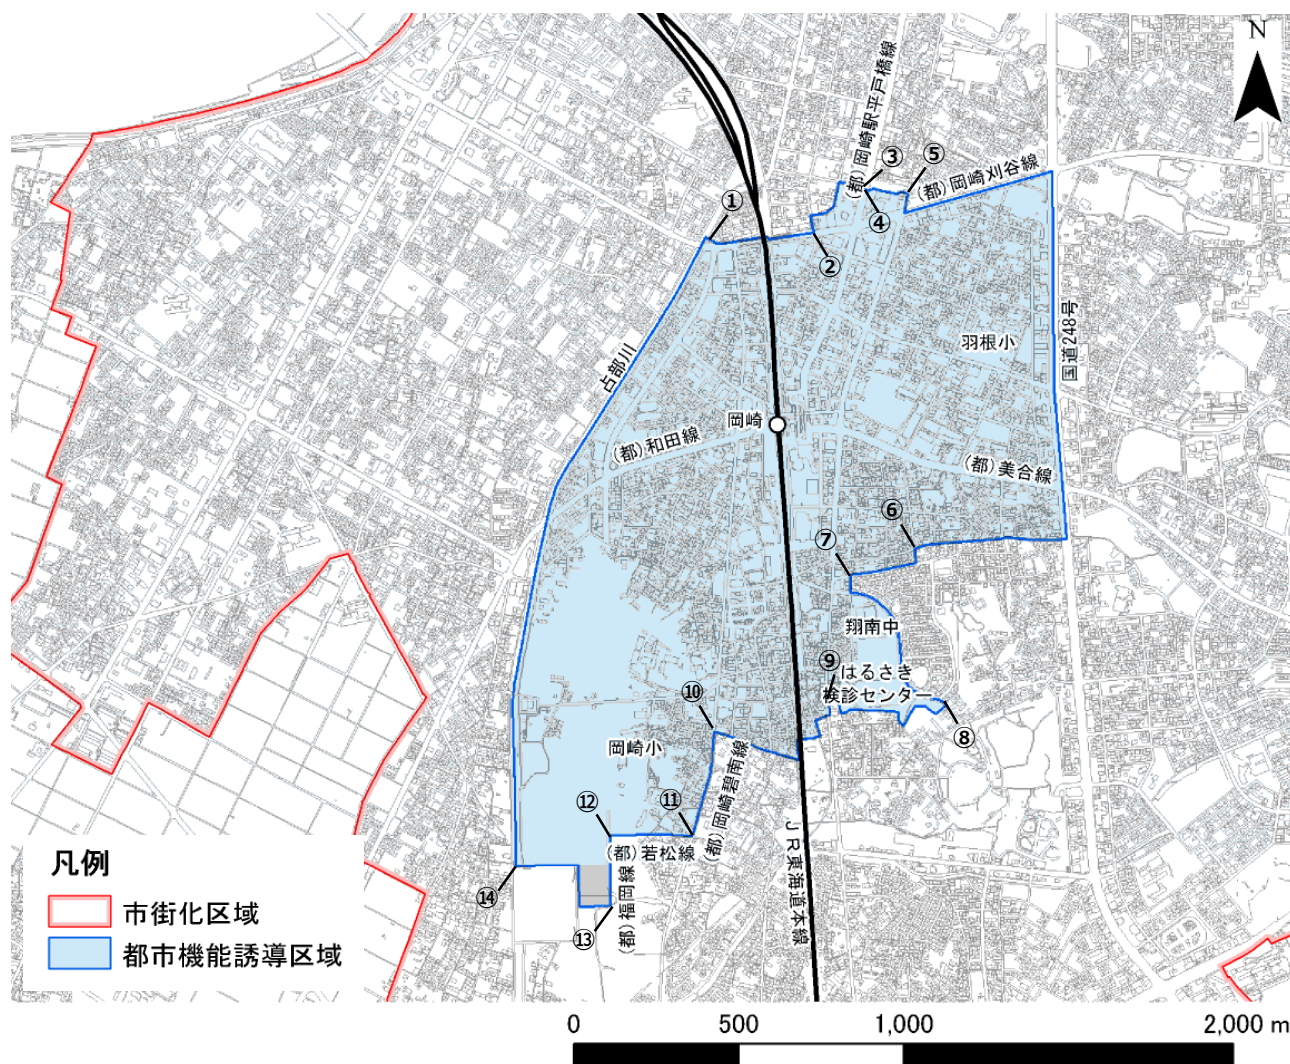 N
(都)岡崎駅平戸橋線
③
⑤
①
④
②
(都)岡崎刈谷線
国道248号
羽根小
占部川
岡崎
(都)和田線
(都)美合線
⑥
⑦
翔南中
⑨
はるさき
検診センター
⑧
⑩
岡崎小
(都)岡崎碧南線
⑫
⑪
(都)若松線
JR東海道本線
⑭
⑬
(都)福岡線
凡例
市街化区域
都市機能誘導区域
0 500 1,000 2,000 m